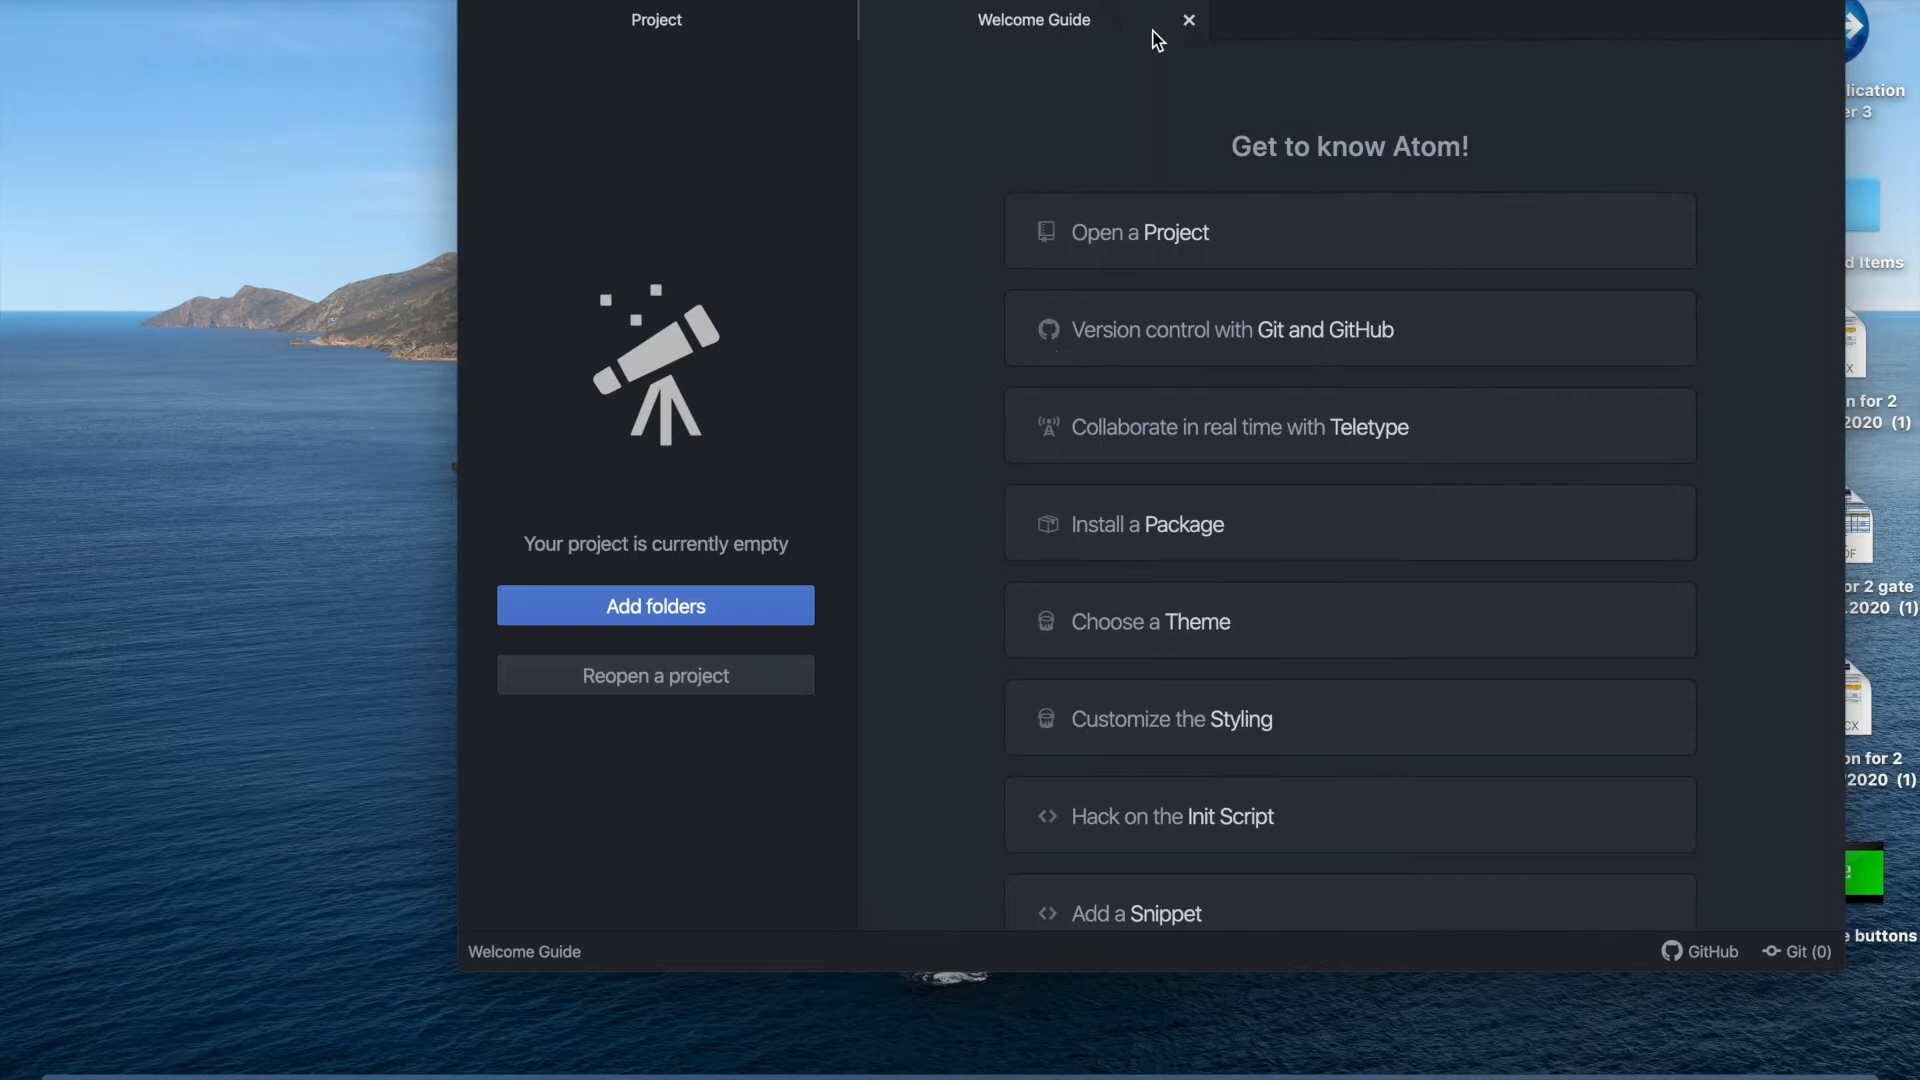 Project
Welcome Guide
Get to know Atom!
Open a Project
Version control with Git and GitHub
Collaborate in real time with Teletype
Install a Package
Choose a Theme
Customize the Styling
Hack on the Init Script
Add a Snippet
Your project is currently empty
Add folders
Reopen a project
Welcome Guide
GitHub
Git (0)
lication
er 3
d Items
n for 2
2020 (1)
or 2 gate
.2020 (1)
on for 2
2020 (1)
e buttons